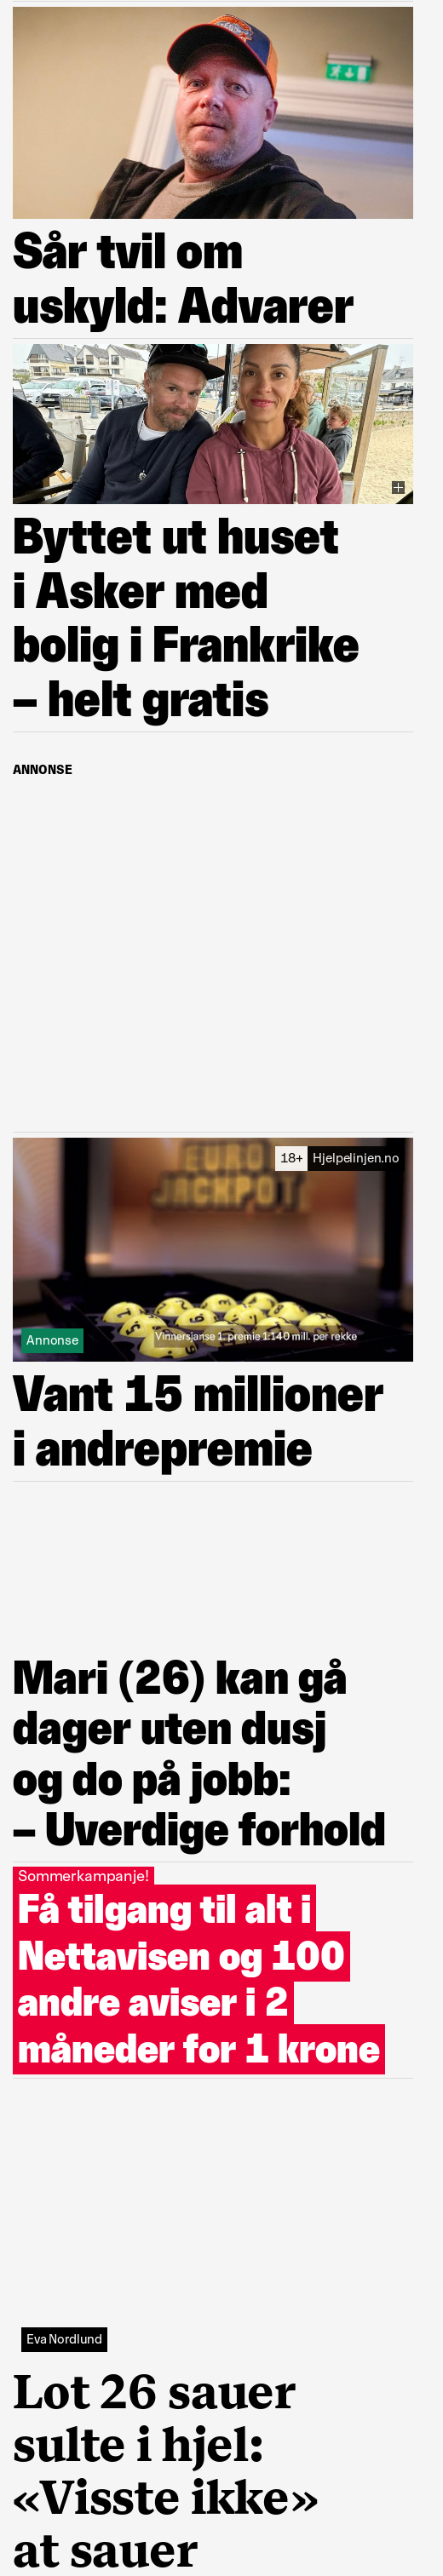 Sår tvil om
uskyld: Advarer
Byttet ut huset
i Asker med
bolig i Frankrike
– helt gratis
ANNONSE
EURO
JACKPOT
18+ Hjelpelinjen.no
Annonse
Vinnersjanse 1. premie 1:140 mill. per rekke
Vant 15 millioner
i andrepremie
Mari (26) kan gå
dager uten dusj
og do på jobb:
– Uverdige forhold
Sommerkampanje!
Få tilgang til alt i
Nettavisen og 100
andre aviser i 2
måneder for 1 krone
Eva Nordlund
Lot 26 sauer
sulte i hjel:
«Visste ikke»
at sauer